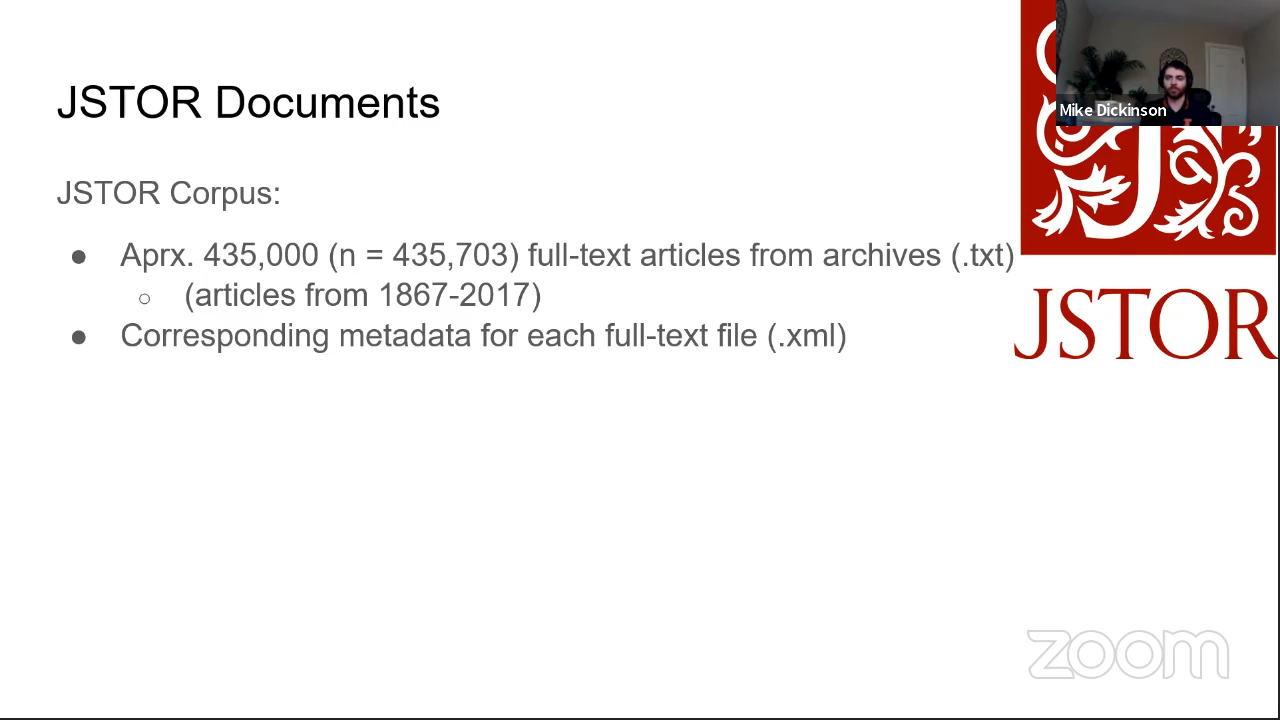 JSTOR Documents
Mike Dickinson
JSTOR Corpus:
● Aprx. 435,000 (n = 435,703) full-text articles from archives (.txt)
○ (articles from 1867-2017)
● Corresponding metadata for each full-text file (.xml)
JSTOR
zoom